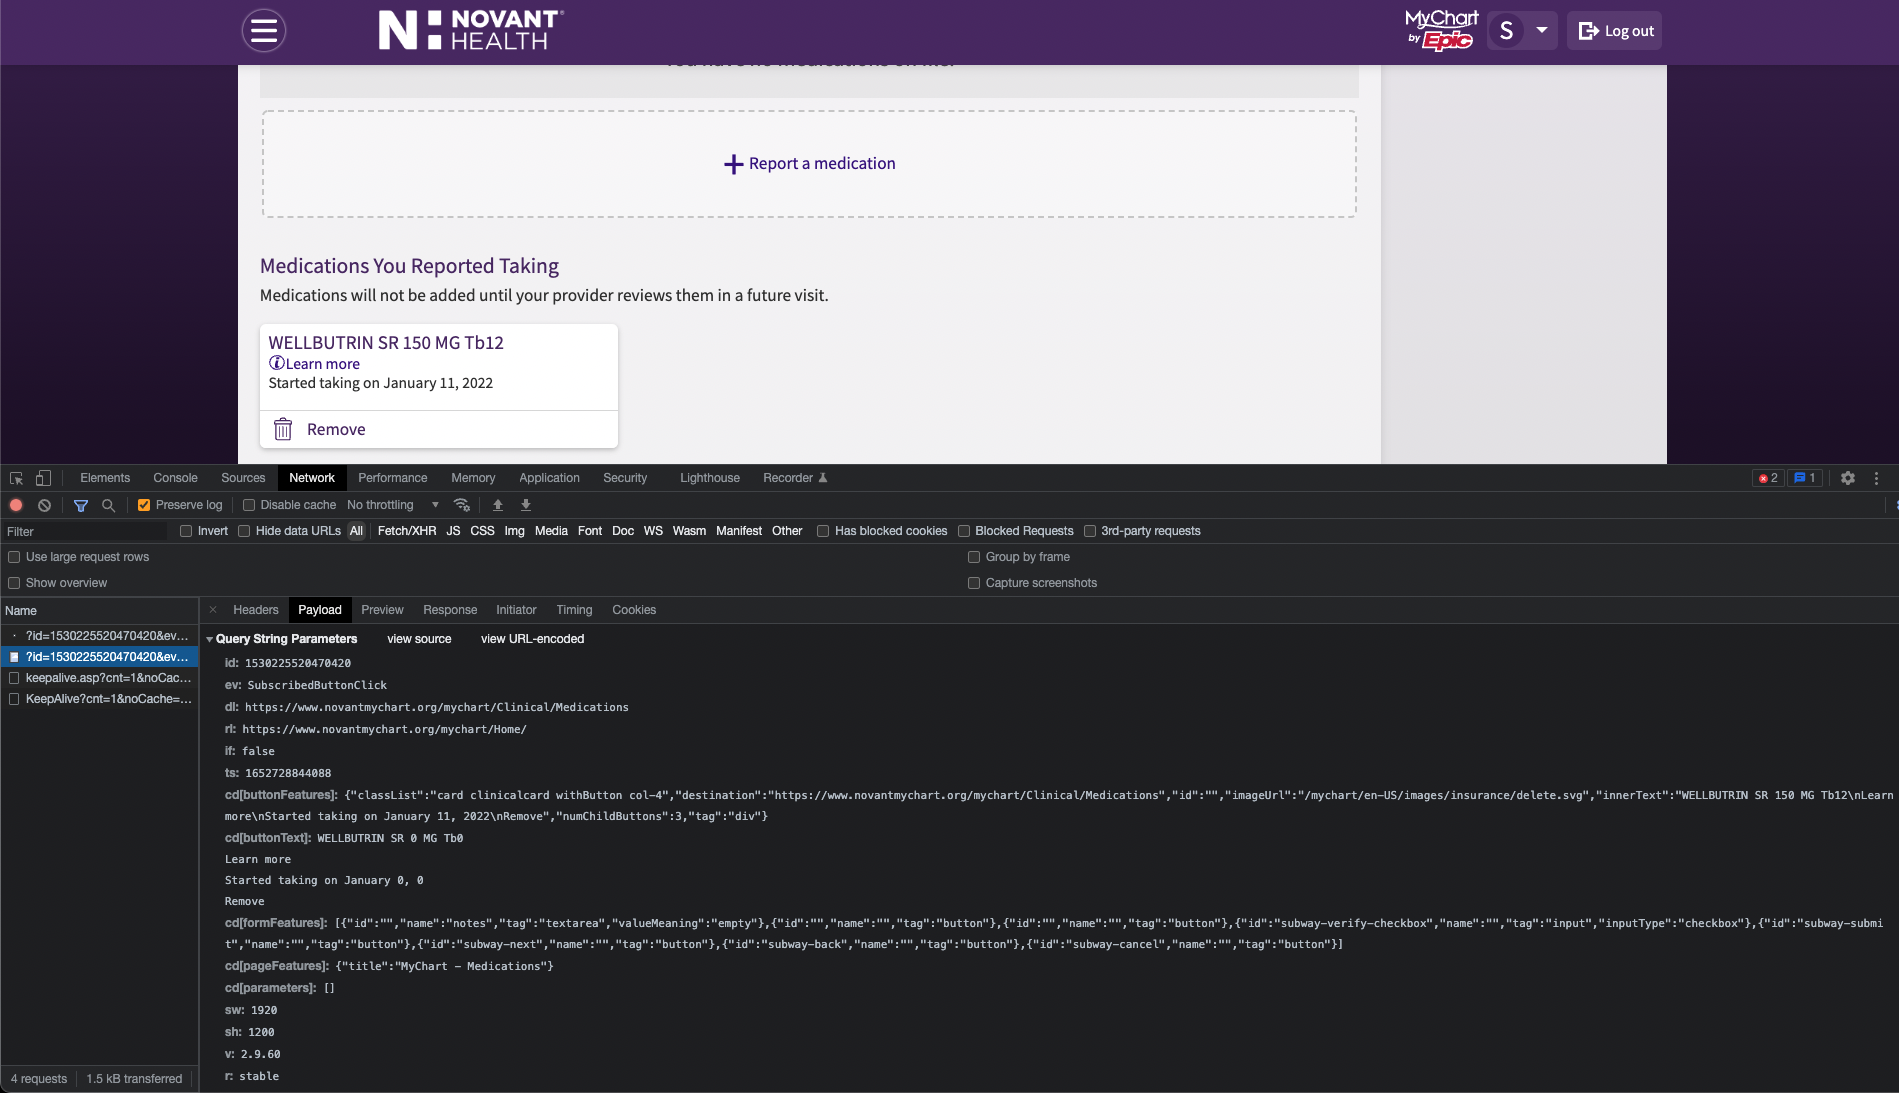 NOVANT
HEALTH
MyChart
by Epic
S
Log out
You have no medications on file.
Report a medication
Medications You Reported Taking
Medications will not be added until your provider reviews them in a future visit.
WELLBUTRIN SR 150 MG Tb12
Learn more
Started taking on January 11, 2022
Remove
Elements Console Sources Network Performance Memory Application Security Lighthouse Recorder 2 1
Preserve log Disable cache No throttling
Filter Invert Hide data URLs All Fetch/XHR JS CSS Img Media Font Doc WS Wasm Manifest Other Has blocked cookies Blocked Requests 3rd-party requests
Use large request rows Group by frame
Show overview Capture screenshots
Name
?id=1530225520470420&ev...
?id=1530225520470420&ev...
keepalive.asp?cnt=1&noCac...
KeepAlive?cnt=1&noCache=...
4 requests 1.5 kB transferred
× Headers Payload Preview Response Initiator Timing Cookies
Query String Parameters view source view URL-encoded
id: 1530225520470420
ev: SubscribedButtonClick
dl: https://www.novantmychart.org/mychart/Clinical/Medications
rl: https://www.novantmychart.org/mychart/Home/
if: false
ts: 1652728844088
cd[buttonFeatures]: {"classList":"card clinicalcard withButton col-4","destination":"https://www.novantmychart.org/mychart/Clinical/Medications","id":"","imageUrl":"/mychart/en-US/images/insurance/delete.svg","innerText":"WELLBUTRIN SR 150 MG Tb12\nLearn
more\nStarted taking on January 11, 2022\nRemove","numChildButtons":3,"tag":"div"}
cd[buttonText]: WELLBUTRIN SR 0 MG Tb0
Learn more
Started taking on January 0, 0
Remove
cd[formFeatures]: [{"id":"","name":"notes","tag":"textarea","valueMeaning":"empty"},{"id":"","name":"","tag":"button"},{"id":"","name":"","tag":"button"},{"id":"subway-verify-checkbox","name":"","tag":"input","inputType":"checkbox"},{"id":"subway-submi
t","name":"","tag":"button"},{"id":"subway-next","name":"","tag":"button"},{"id":"subway-back","name":"","tag":"button"},{"id":"subway-cancel","name":"","tag":"button"}]
cd[pageFeatures]: {"title":"MyChart - Medications"}
cd[parameters]: []
sw: 1920
sh: 1200
v: 2.9.60
r: stable